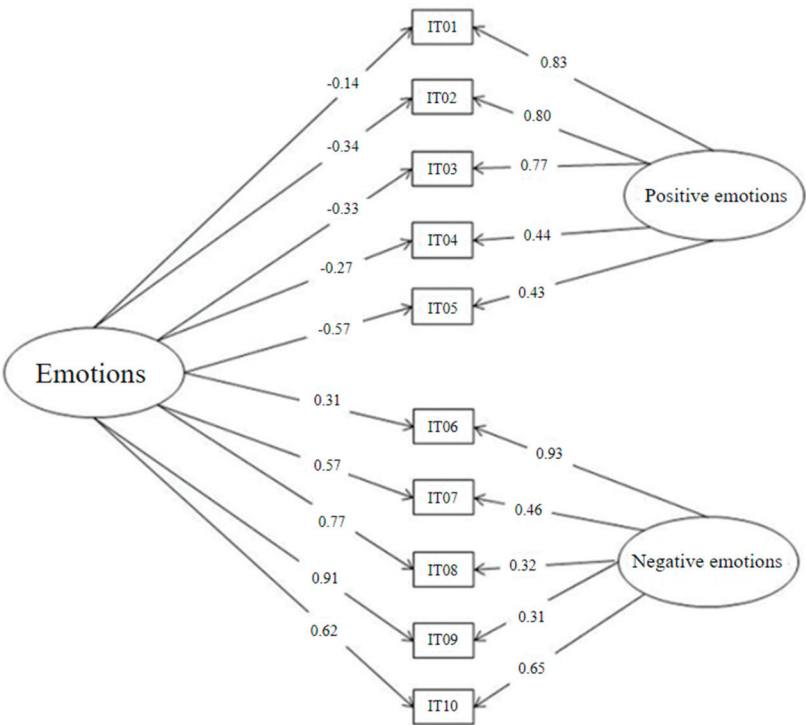 IT01
0.83
-0.14
IT02
0.80
-0.34
IT03
0.77
Positive emotions
-0.33
IT04
0.44
-0.27
0.43
IT05
-0.57
Emotions
0.31
IT06
0.93
0.57
IT07
0.46
0.77
IT08
0.32
Negative emotions
0.91
0.31
0.62
IT09
0.65
IT10